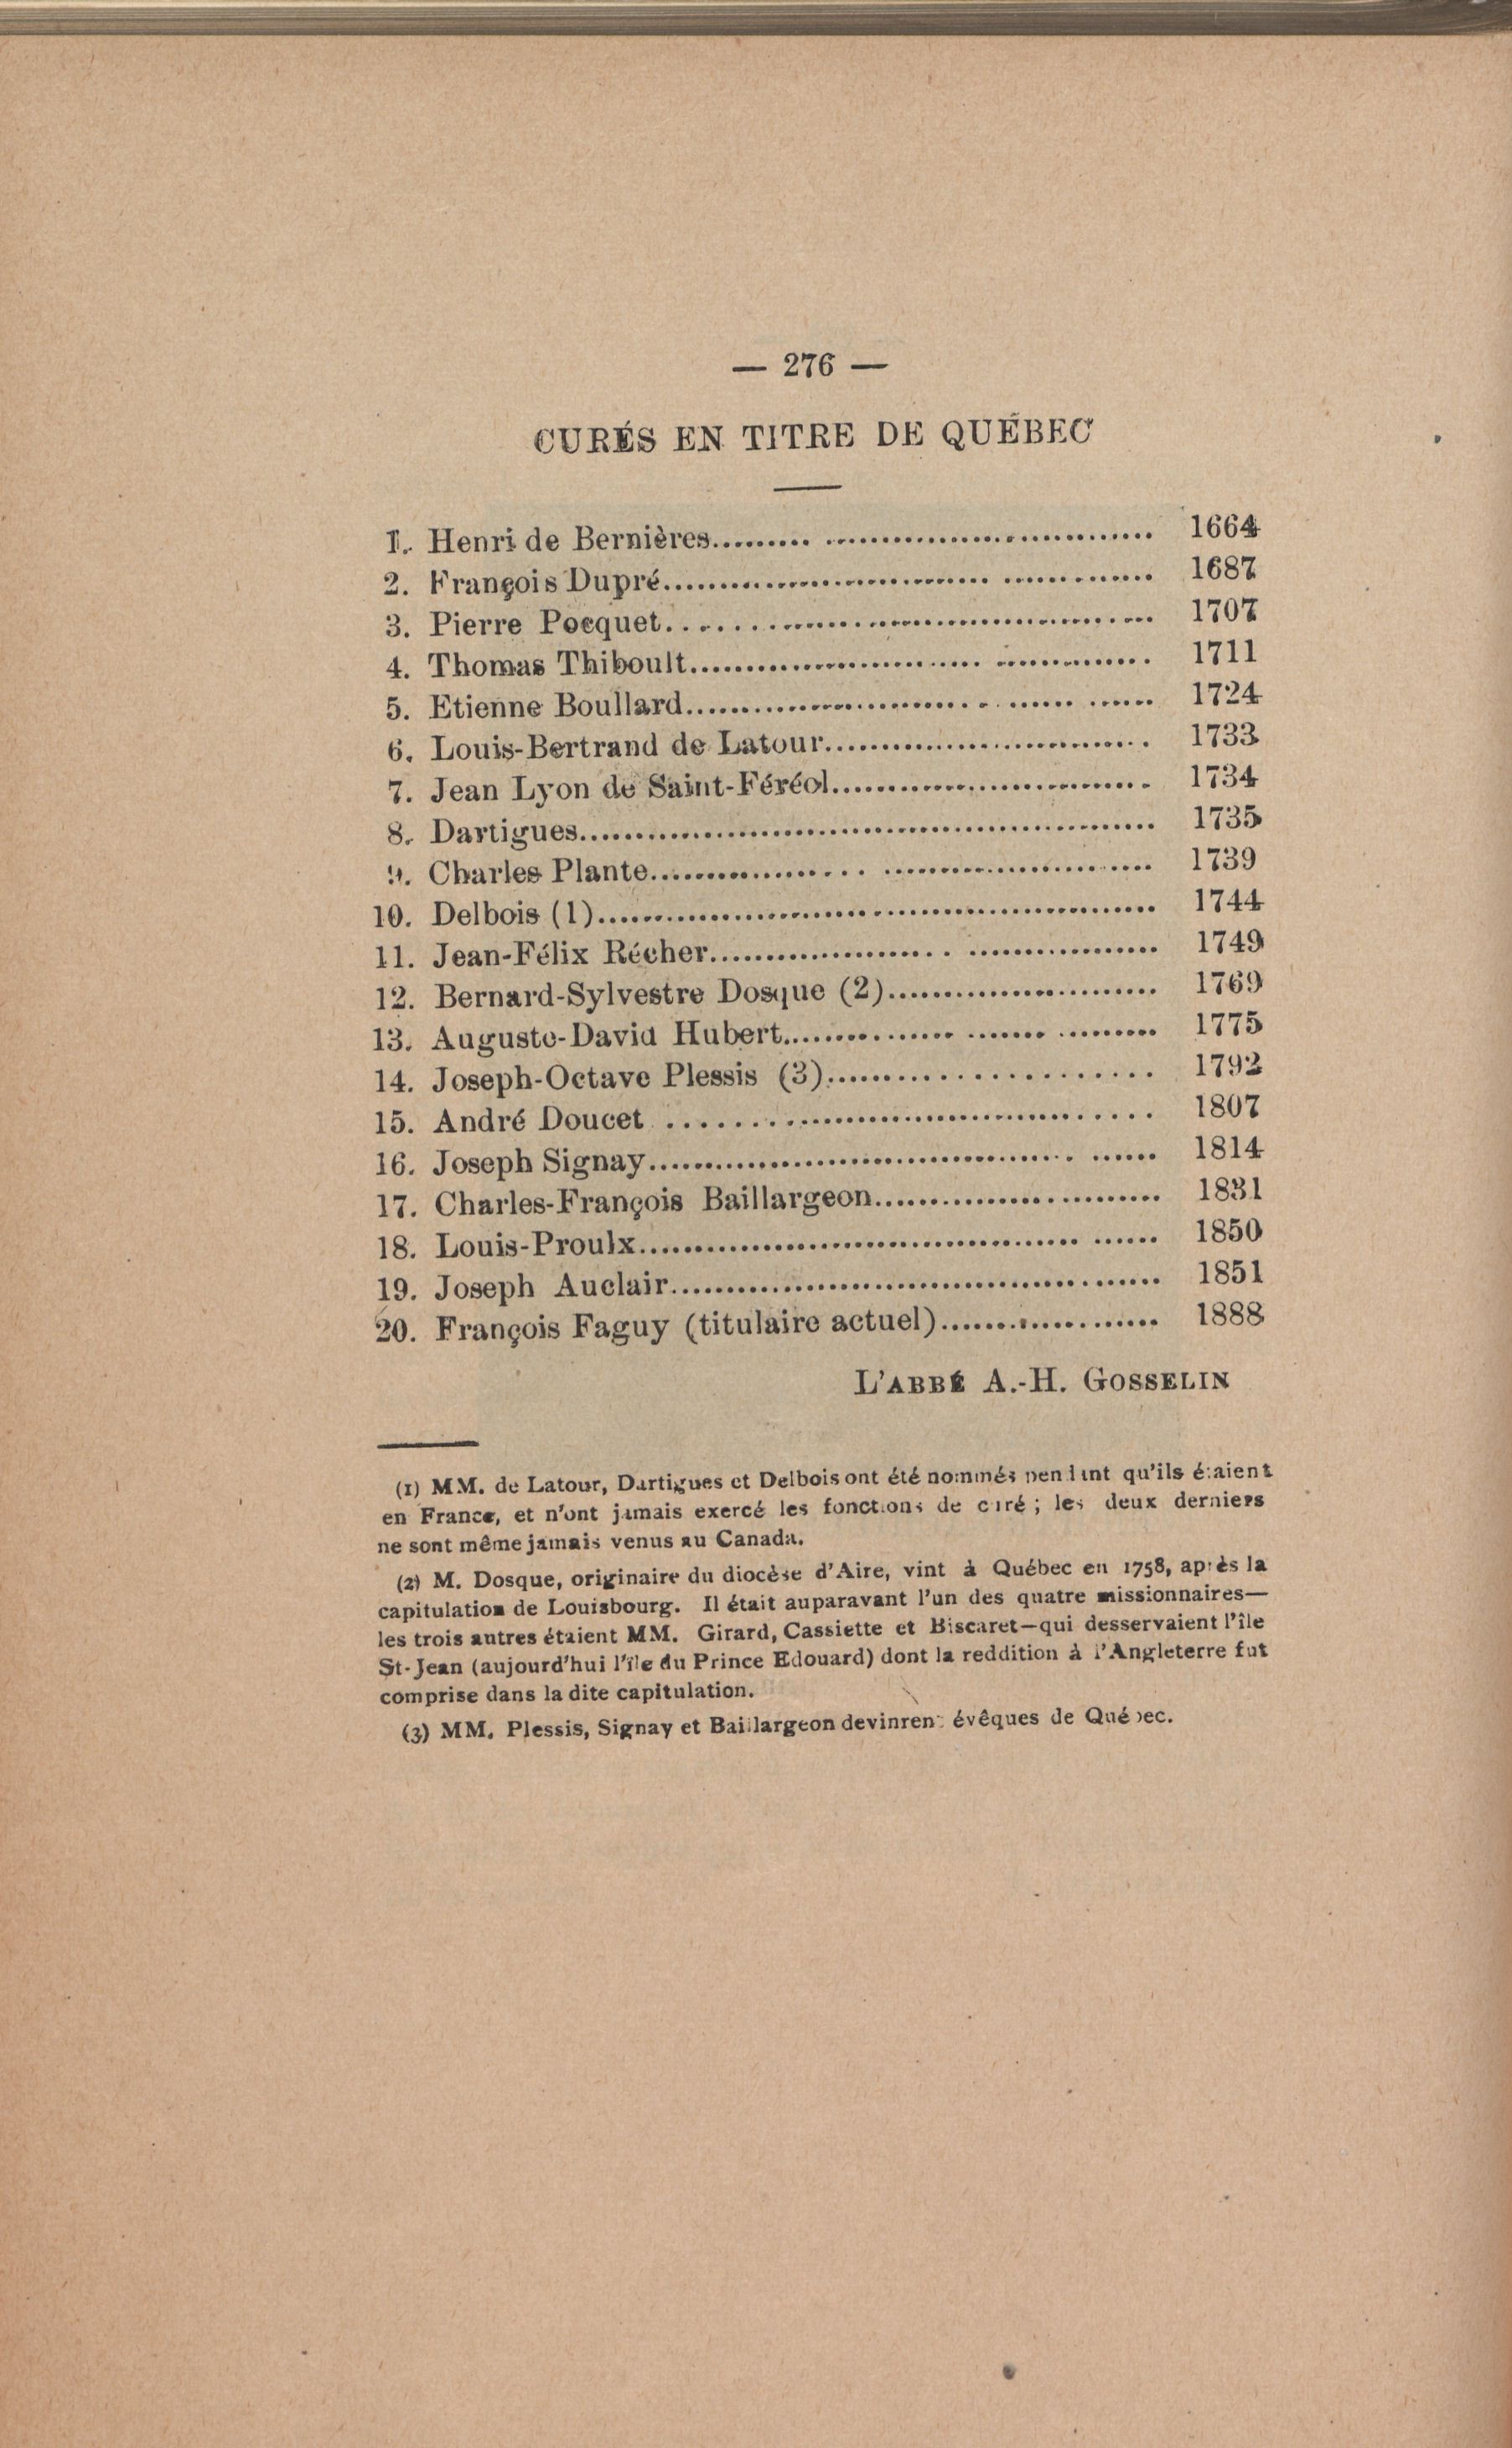 — 276 —
CURÉS EN TITRE DE QUÉBEC
1. Henri de Bernières........ ............................ 1664
2. François Dupré............................ ............. 1687
3. Pierre Pocquet............................................ 1707
4. Thomas Thiboult.......................... .............. 1711
5. Etienne Boullard......................... ...... ...... 1724
6. Louis-Bertrand de Latour............................. 1733
7. Jean Lyon de Saint-Féréol............................ 1734
8. Dartigues.................................................. 1735
9. Charles Plante................... ........................ 1739
10. Delbois (1)................................................. 1744
11. Jean-Félix Récher...................... ................. 1749
12. Bernard-Sylvestre Dosque (2)........................ 1769
13. Auguste-David Hubert............... ....... ......... 1775
14. Joseph-Octave Plessis (3)............................. 1792
15. André Doucet ........................................... 1807
16. Joseph Signay...................................... ...... 1814
17. Charles-François Baillargeon......................... 1831
18. Louis-Proulx....................................... ...... 1850
19. Joseph Auclair........................................... 1851
20. François Faguy (titulaire actuel)................... 1888
L'ABBÉ A.-H. GOSSELIN
(1) MM. de Latour, Dartigues et Delbois ont été nommés pendant qu'ils étaient
en France, et n'ont jamais exercé les fonctions de curé ; les deux derniers
ne sont même jamais venus au Canada.
(2) M. Dosque, originaire du diocèse d'Aire, vint à Québec en 1758, après la
capitulation de Louisbourg. Il était auparavant l'un des quatre missionnaires—
les trois autres étaient MM. Girard, Cassiette et Biscaret—qui desservaient l'île
St-Jean (aujourd'hui l'île du Prince Edouard) dont la reddition à l'Angleterre fut
comprise dans la dite capitulation.
(3) MM. Plessis, Signay et Baillargeon devinrent évêques de Québec.